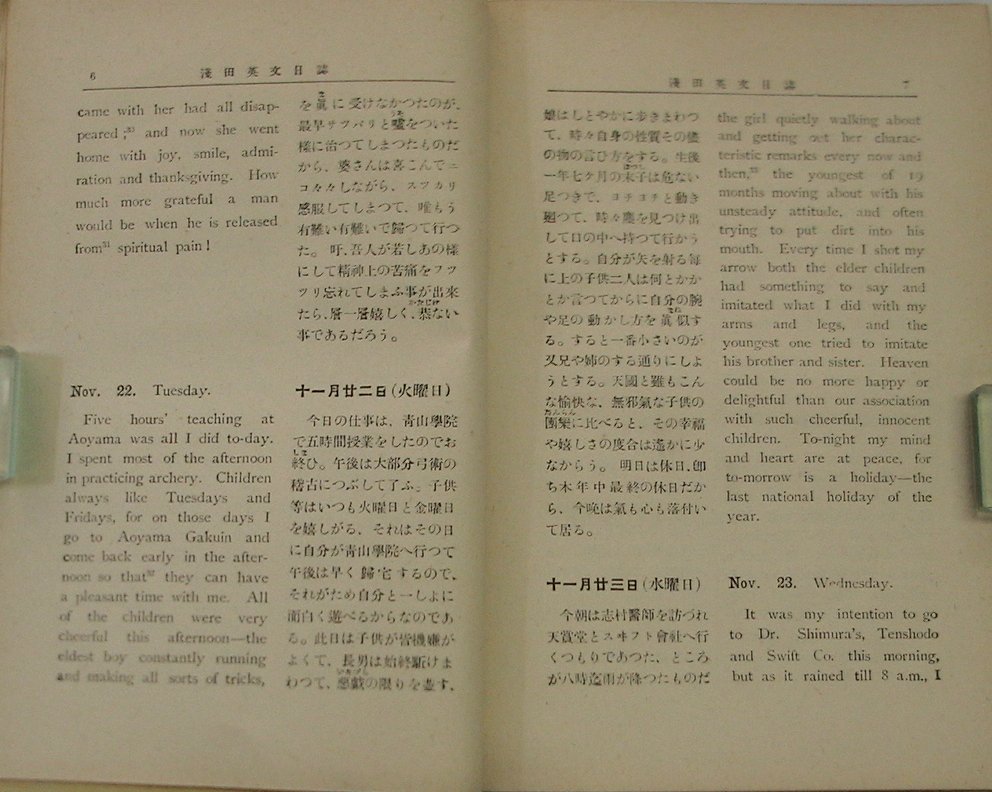 6 淺田英文日誌
came with her had all disap-
peared ;³⁰ and now she went
home with joy, smile, admi-
ration and thanksgiving. How
much more grateful a man
would be when he is released
from³¹ spiritual pain !
を眞に受けなかつたのが、
最早サツパリと嘘をついた
様に治つてしまつたものだ
から、婆さんは喜こんでニ
コ々々しながら、スツカリ
感服してしまつて、唯もう
有難い有難いで歸つて行つ
た。吁、吾人が若しあの樣
にして精神上の苦痛をフツ
ツリ忘れてしまふ事が出來
たら、層一層嬉しく、忝ない
事であるだろう。
Nov. 22. Tuesday.
Five hours' teaching at
Aoyama was all I did to-day.
I spent most of the afternoon
in practicing archery. Children
always like Tuesdays and
Fridays, for on those days I
go to Aoyama Gakuin and
come back early in the after-
noon so that³² they can have
a pleasant time with me. All
of the children were very
cheerful this afternoon—the
eldest boy constantly running
and making all sorts of tricks,
十一月廿二日(火曜日)
今日の仕事は、青山學院
で五時間授業をしたのでお
終ひ。午後は大部分弓術の
稽古につぶして了ふ。子供
等はいつも火曜日と金曜日
を嬉しがる、それはその日
に自分が青山學院へ行つて
午後は早く歸宅するので、
それがため自分と一しよに
面白く遊べるからなのであ
る。此日は子供が皆機嫌が
よくて、長男は始終駈けま
わつて、惡戯の限りを盡す、
淺田英文日誌 7
孃はしとやかに歩きまわつ
て、時々自身の性質その儘
の物の言ひ方をする。生後
一年七ケ月の末子は危ない
足つきで、ヨチヨチと動き
廻つて、時々塵を見つけ出
して口の中へ持つて行かう
とする。自分が矢を射る每
に上の子供二人は何とかか
とか言つてからに自分の腕
や足の動かし方を眞似す
る。すると一番小さいのが
又兄や姉のする通りにしよ
うとする。天國と雖もこん
な愉快な、無邪氣な子供の
團欒に比べると、その幸福
や嬉しさの度合は遙かに少
なからう。明日は休日、卽
ち本年中最終の休日だか
ら、今晩は氣も心も落付い
て居る。
the girl quietly walking about
and getting out her charac-
teristic remarks every now and
then,³³ the youngest of 19
months moving about with his
unsteady attitude, and often
trying to put dirt into his
mouth. Every time I shot my
arrow both the elder children
had something to say and
imitated what I did with my
arms and legs, and the
youngest one tried to imitate
his brother and sister. Heaven
could be no more happy or
delightful than our association
with such cheerful, innocent
children. To-night my mind
and heart are at peace, for
to-morrow is a holiday—the
last national holiday of the
year.
十一月廿三日(水曜日)
今朝は志村醫師を訪づれ
天賞堂とスヰフト會社へ行
くつもりであつた、ところ
が八時迄雨が降つたものだ
Nov. 23. Wednesday.
It was my intention to go
to Dr. Shimura's, Tenshodo
and Swift Co. this morning,
but as it rained till 8 a.m., I